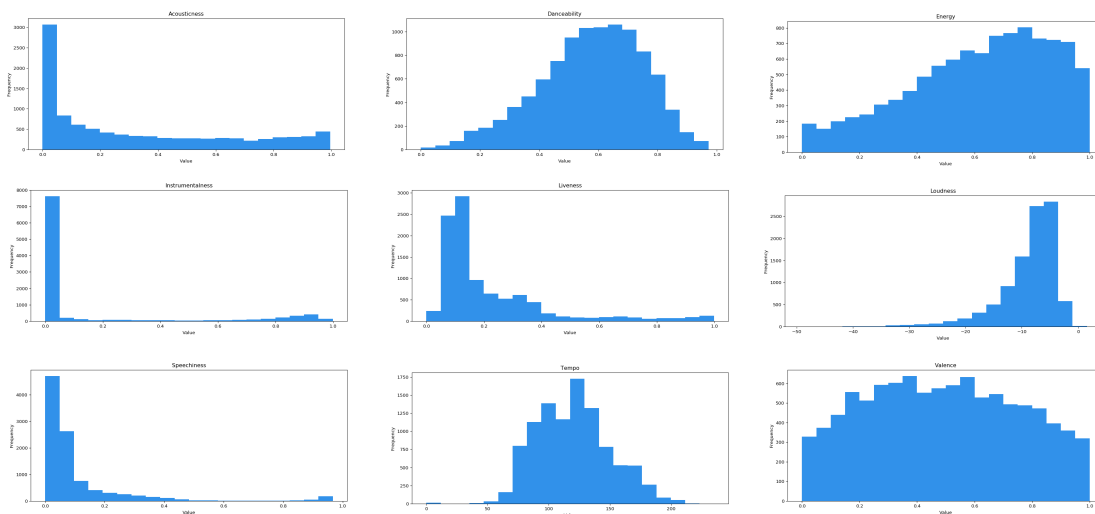 Acousticness
Frequency
3000
2500
2000
1500
1000
500
0
0.0 0.2 0.4 0.6 0.8 1.0
Value
Danceability
Frequency
1000
800
600
400
200
0
0.0 0.2 0.4 0.6 0.8 1.0
Value
Energy
Frequency
800
700
600
500
400
300
200
100
0
0.0 0.2 0.4 0.6 0.8 1.0
Value
Instrumentalness
Frequency
8000
7000
6000
5000
4000
3000
2000
1000
0
0.0 0.2 0.4 0.6 0.8 1.0
Value
Liveness
Frequency
3000
2500
2000
1500
1000
500
0
0.0 0.2 0.4 0.6 0.8 1.0
Value
Loudness
Frequency
2500
2000
1500
1000
500
0
−50 −40 −30 −20 −10 0
Value
Speechiness
Frequency
4000
3000
2000
1000
0
0.0 0.2 0.4 0.6 0.8 1.0
Value
Tempo
Frequency
1750
1500
1250
1000
750
500
250
0
0 50 100 150 200
Valence
Frequency
600
500
400
300
200
100
0
0.0 0.2 0.4 0.6 0.8 1.0
Value